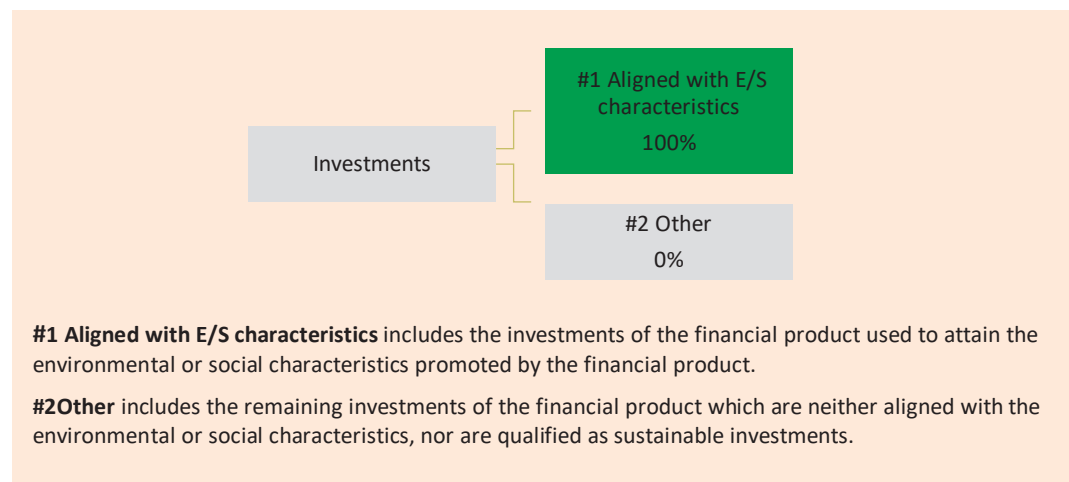 #1 Aligned with E/S
characteristics
100%
Investments
#2 Other
0%
#1 Aligned with E/S characteristics includes the investments of the financial product used to attain the
environmental or social characteristics promoted by the financial product.
#2Other includes the remaining investments of the financial product which are neither aligned with the
environmental or social characteristics, nor are qualified as sustainable investments.